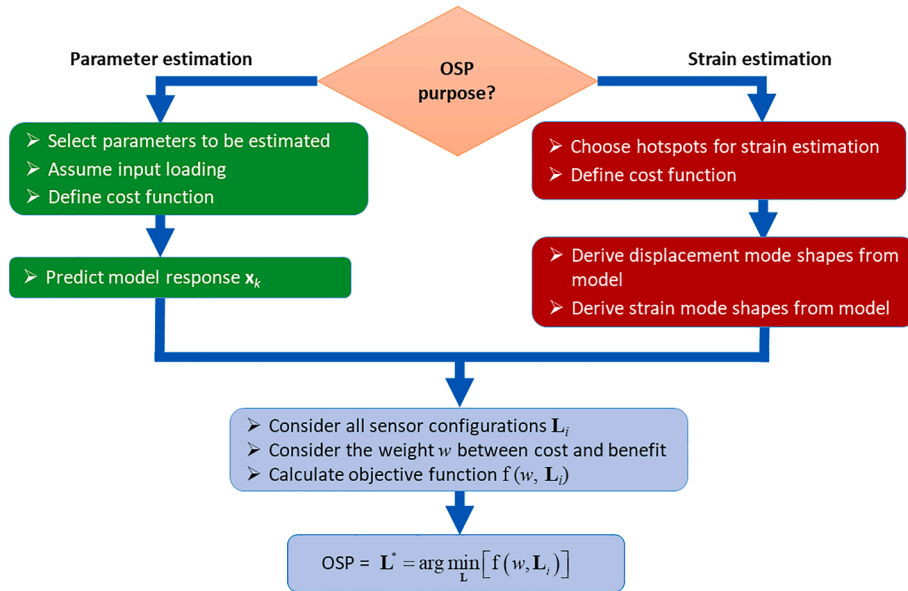 OSP
purpose?
Parameter estimation
➢ Select parameters to be estimated
➢ Assume input loading
➢ Define cost function
➢ Predict model response x_k
Strain estimation
➢ Choose hotspots for strain estimation
➢ Define cost function
➢ Derive displacement mode shapes from
model
➢ Derive strain mode shapes from model
➢ Consider all sensor configurations L_i
➢ Consider the weight w between cost and benefit
➢ Calculate objective function f (w, L_i)
OSP = L* = arg min_L [f (w, L_i)]